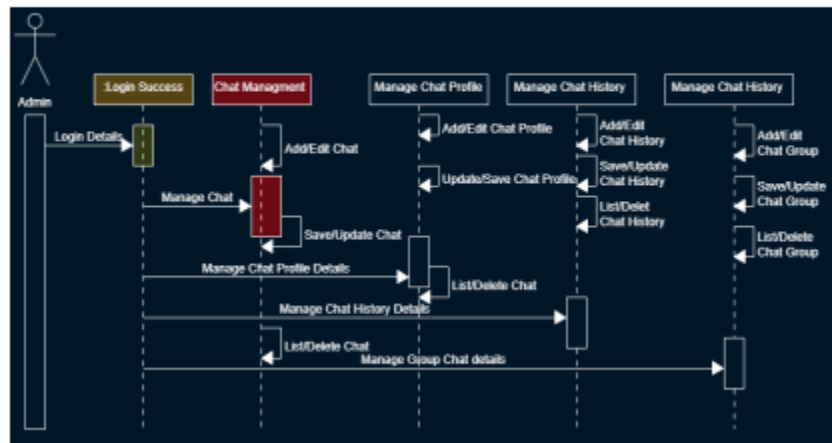 :Login Success
Chat Managment
Manage Chat Profile
Manage Chat History
Manage Chat History
Admin
Login Details
Add/Edit Chat
Add/Edit Chat Profile
Add/Edit
Chat History
Add/Edit
Chat Group
Manage Chat
Update/Save Chat Profile
Save/Update
Chat History
Save/Update
Chat Group
Save/Update Chat
List/Delet
Chat History
List/Delete
Chat Group
Manage Chat Profile Details
List/Delete Chat
Manage Chat History Details
List/Delete Chat
Manage Group Chat details